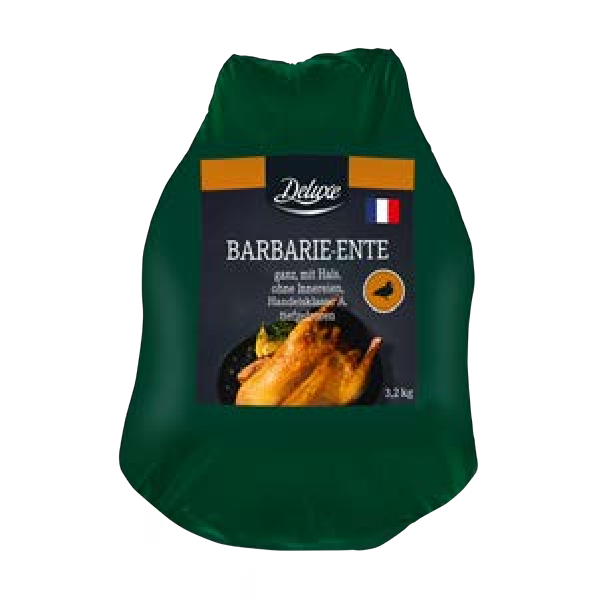 Deluxe
BARBARIE-ENTE
ganz, mit Hals,
ohne Innereien,
Handelsklasse A,
tiefgefroren
3,2 kg